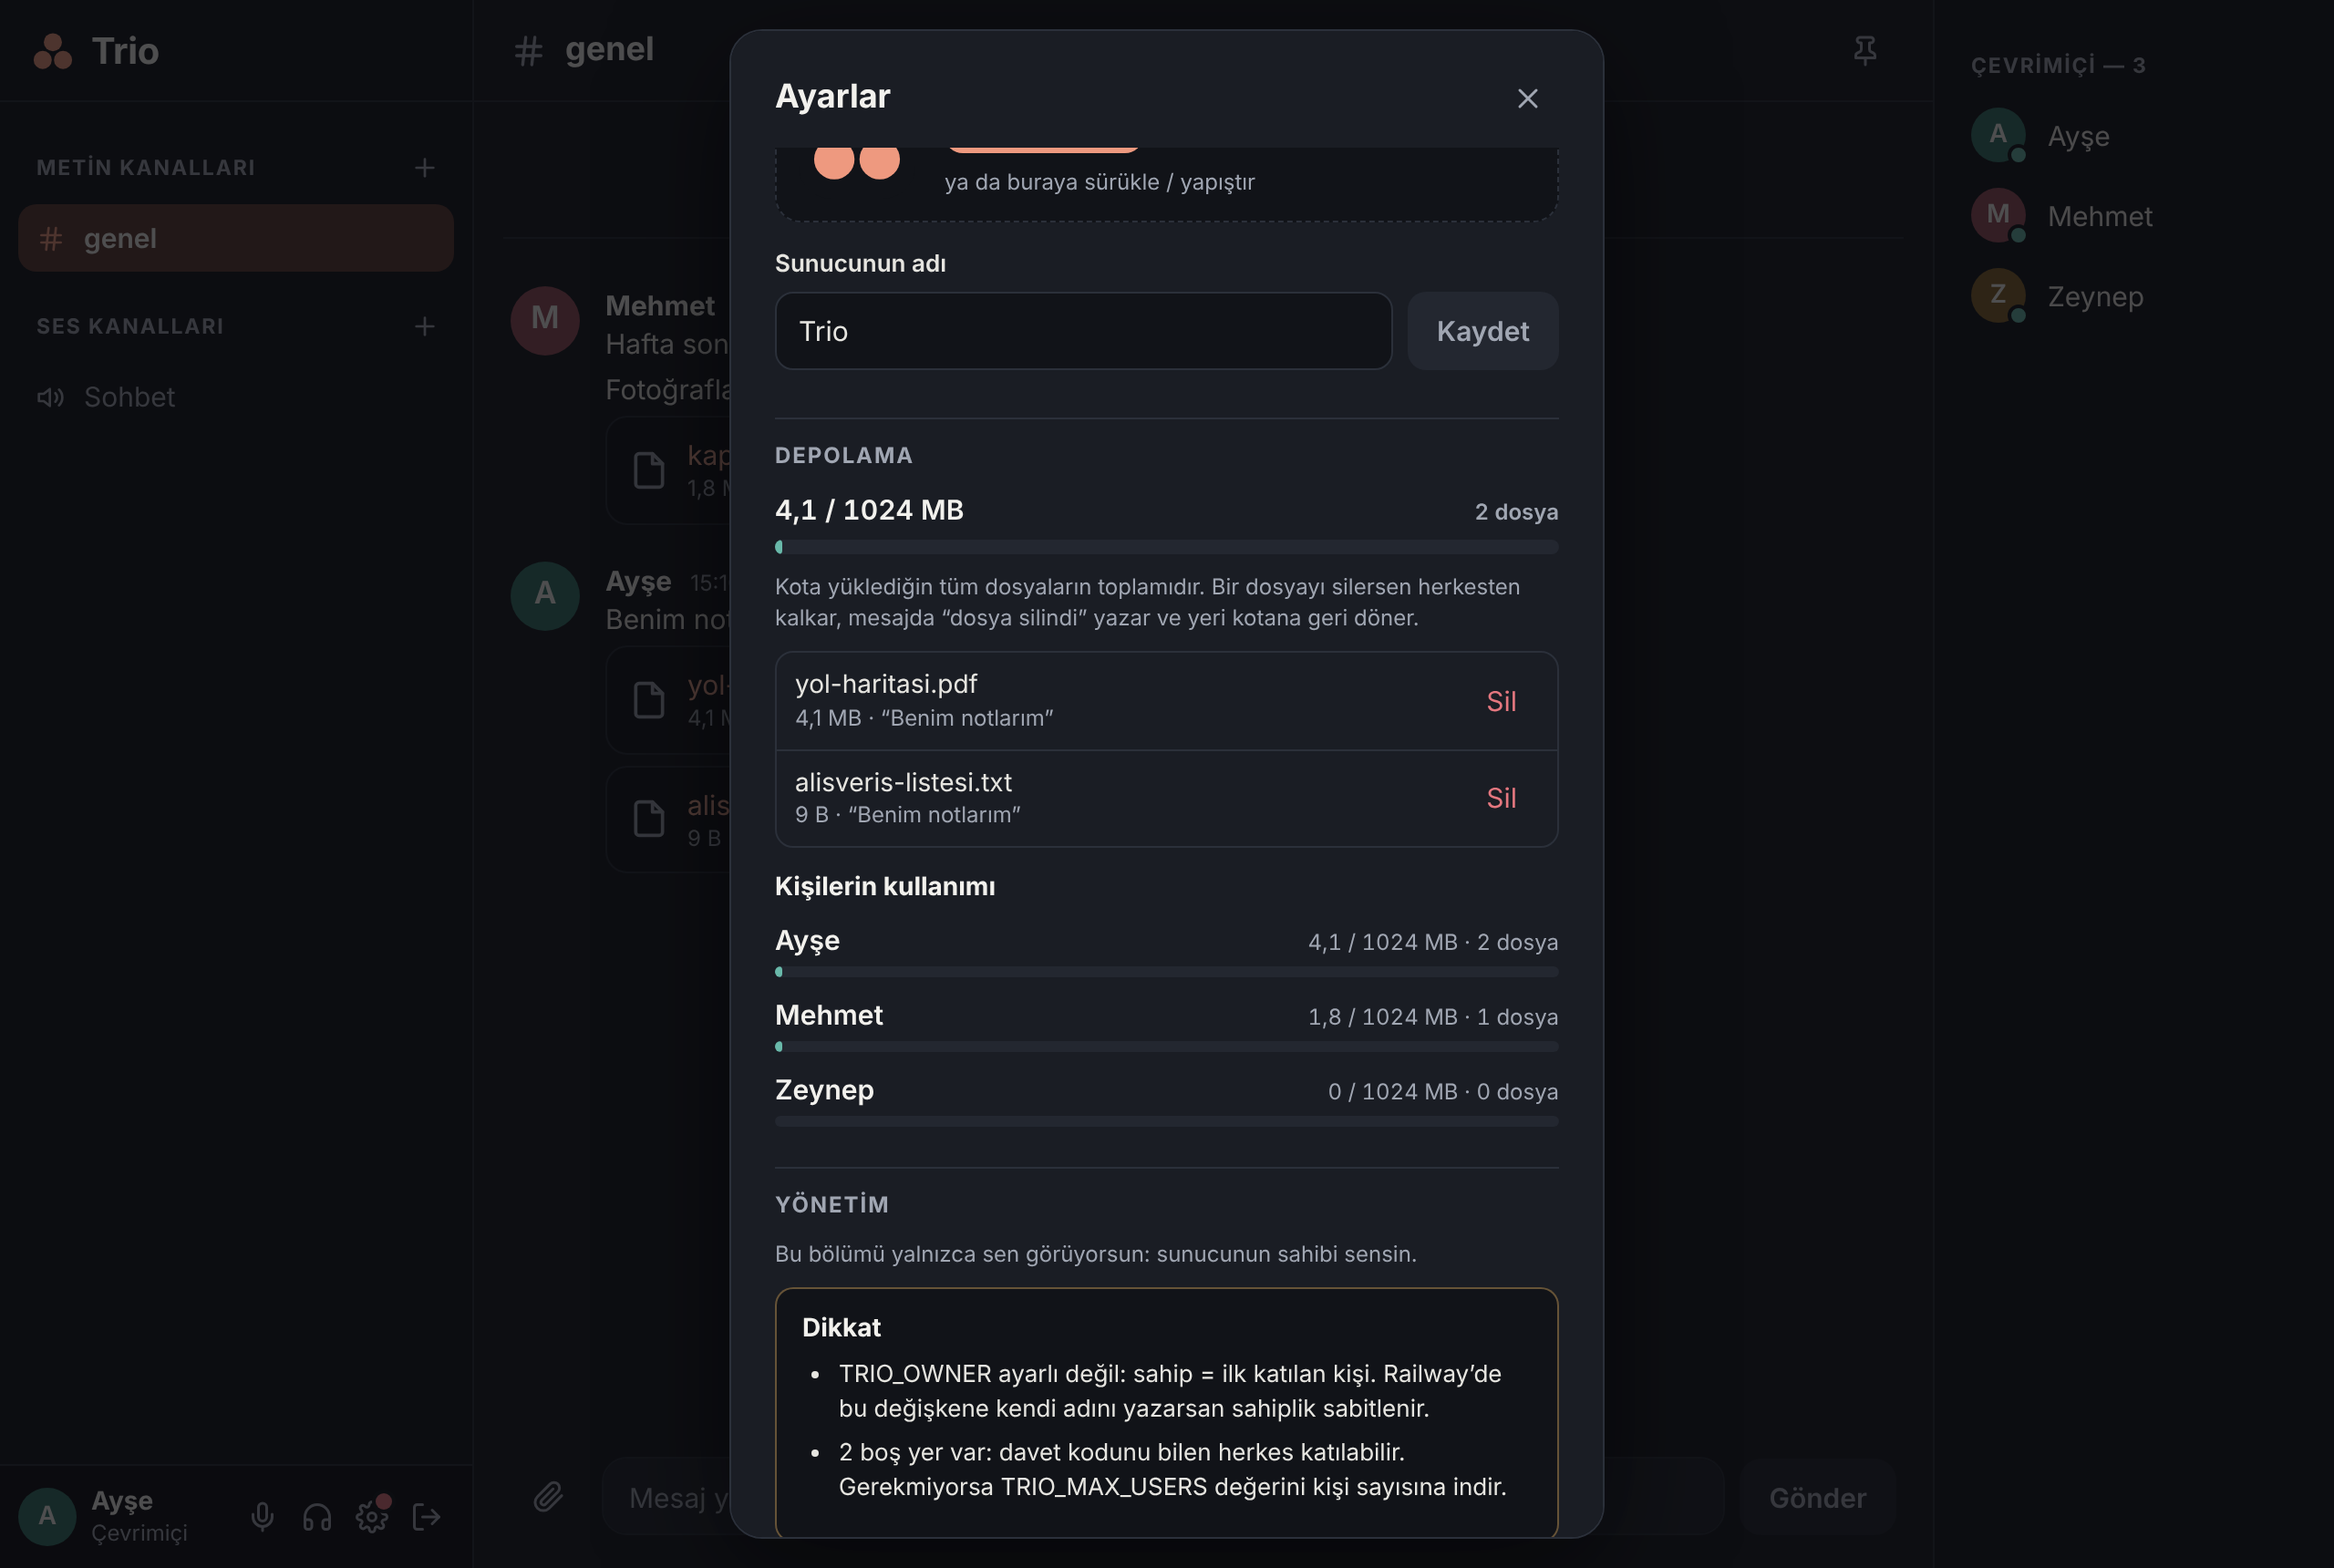 Trio
METİN KANALLARI
genel
SES KANALLARI
Sohbet
Ayşe
Çevrimiçi
# genel
Mehmet
Hafta son
Fotoğrafla
kap
1,8 M
Ayşe 15:1
Benim not
yol-
4,1 M
alis
9 B
Mesaj y
Gönder
Ayarlar
ya da buraya sürükle / yapıştır
Sunucunun adı
Trio
Kaydet
DEPOLAMA
4,1 / 1024 MB
2 dosya
Kota yüklediğin tüm dosyaların toplamıdır. Bir dosyayı silersen herkesten
kalkar, mesajda “dosya silindi” yazar ve yeri kotana geri döner.
yol-haritasi.pdf
4,1 MB · “Benim notlarım”
Sil
alisveris-listesi.txt
9 B · “Benim notlarım”
Sil
Kişilerin kullanımı
Ayşe
4,1 / 1024 MB · 2 dosya
Mehmet
1,8 / 1024 MB · 1 dosya
Zeynep
0 / 1024 MB · 0 dosya
YÖNETİM
Bu bölümü yalnızca sen görüyorsun: sunucunun sahibi sensin.
Dikkat
• TRIO_OWNER ayarlı değil: sahip = ilk katılan kişi. Railway’de
bu değişkene kendi adını yazarsan sahiplik sabitlenir.
• 2 boş yer var: davet kodunu bilen herkes katılabilir.
Gerekmiyorsa TRIO_MAX_USERS değerini kişi sayısına indir.
ÇEVRİMİÇİ — 3
A
Ayşe
M
Mehmet
Z
Zeynep